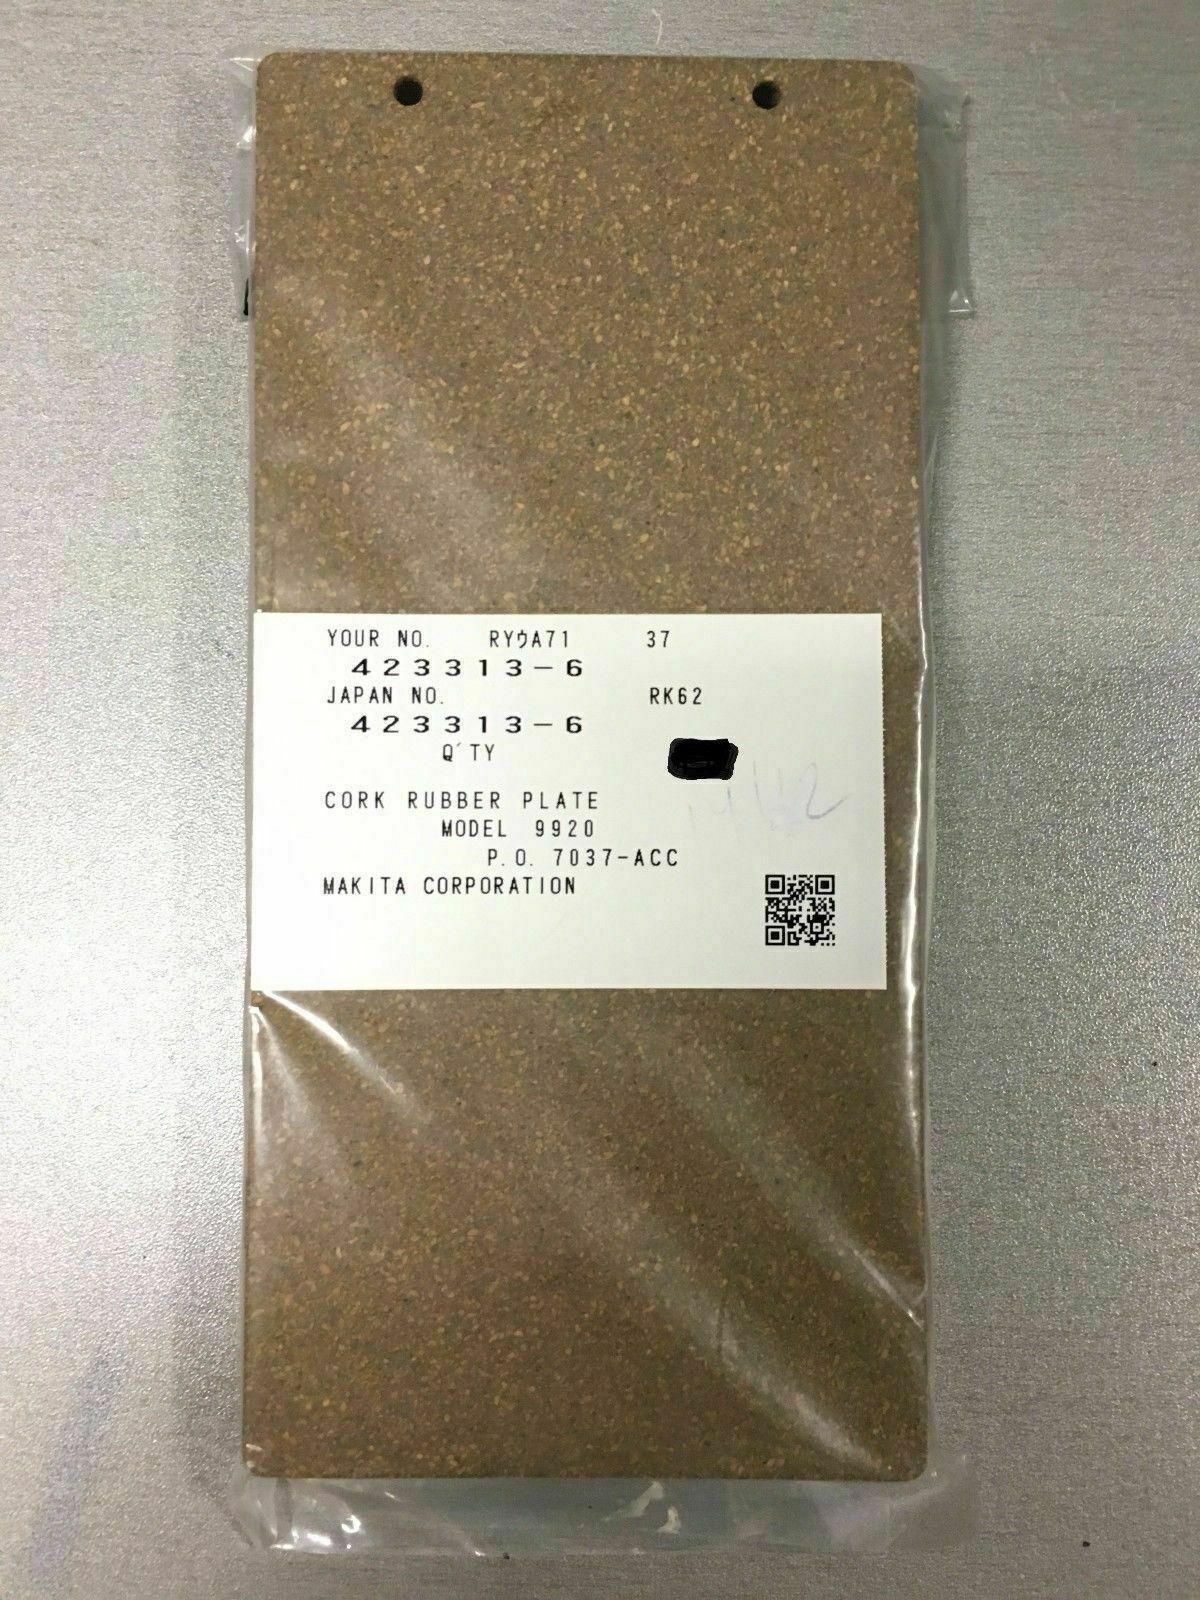 YOUR NO. RYウA71 37
423313-6
JAPAN NO. RK62
423313-6
Q'TY
CORK RUBBER PLATE
MODEL 9920
P.O. 7037-ACC
MAKITA CORPORATION